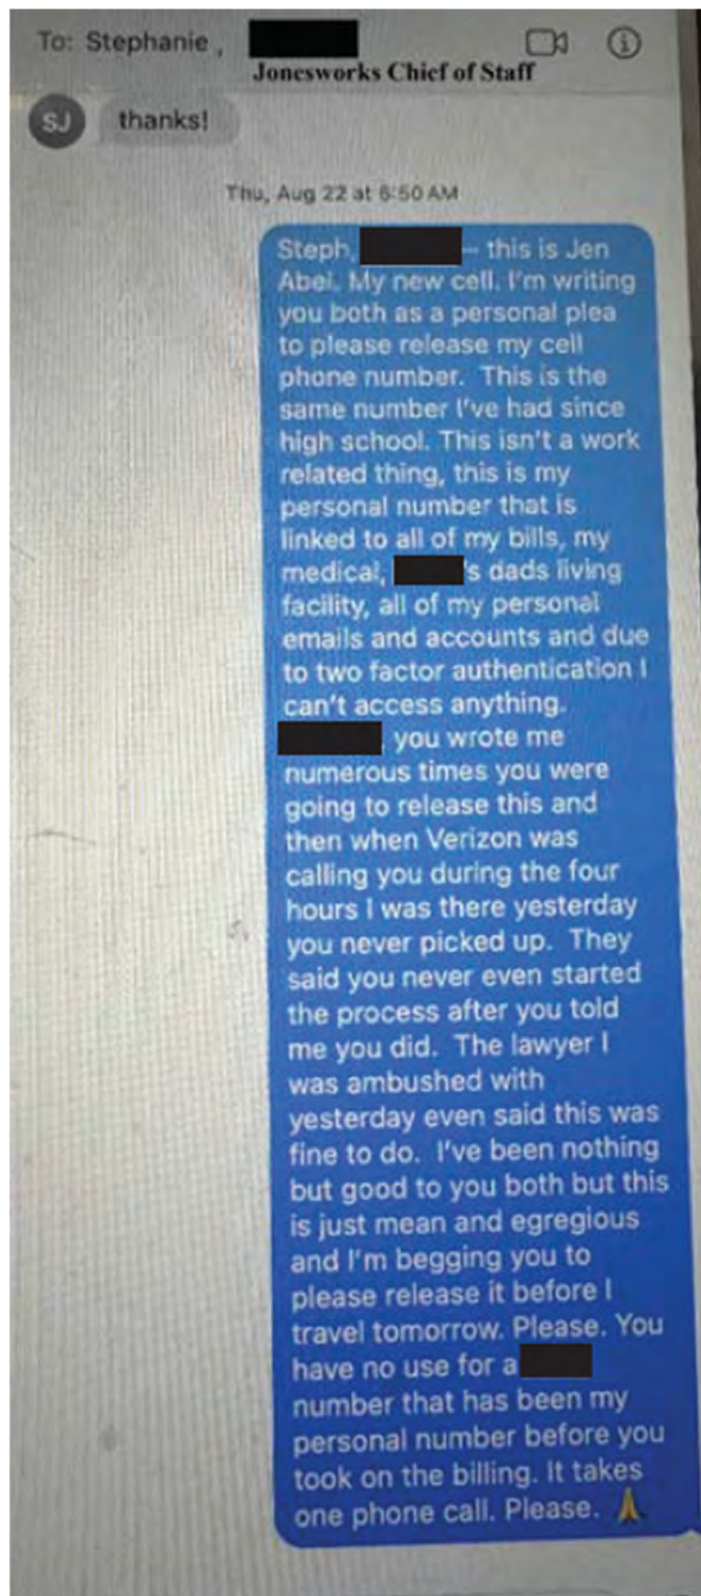 To: Stephanie ,
Jonesworks Chief of Staff
SJ
thanks!
Thu, Aug 22 at 6:50 AM
Steph, – this is Jen
Abel. My new cell. I'm writing
you both as a personal plea
to please release my cell
phone number.  This is the
same number I've had since
high school. This isn't a work
related thing, this is my
personal number that is
linked to all of my bills, my
medical, 's dads living
facility, all of my personal
emails and accounts and due
to two factor authentication I
can't access anything.
, you wrote me
numerous times you were
going to release this and
then when Verizon was
calling you during the four
hours I was there yesterday
you never picked up.  They
said you never even started
the process after you told
me you did.  The lawyer I
was ambushed with
yesterday even said this was
fine to do.  I've been nothing
but good to you both but this
is just mean and egregious
and I'm begging you to
please release it before I
travel tomorrow. Please. You
have no use for a
number that has been my
personal number before you
took on the billing. It takes
one phone call. Please. 🙏